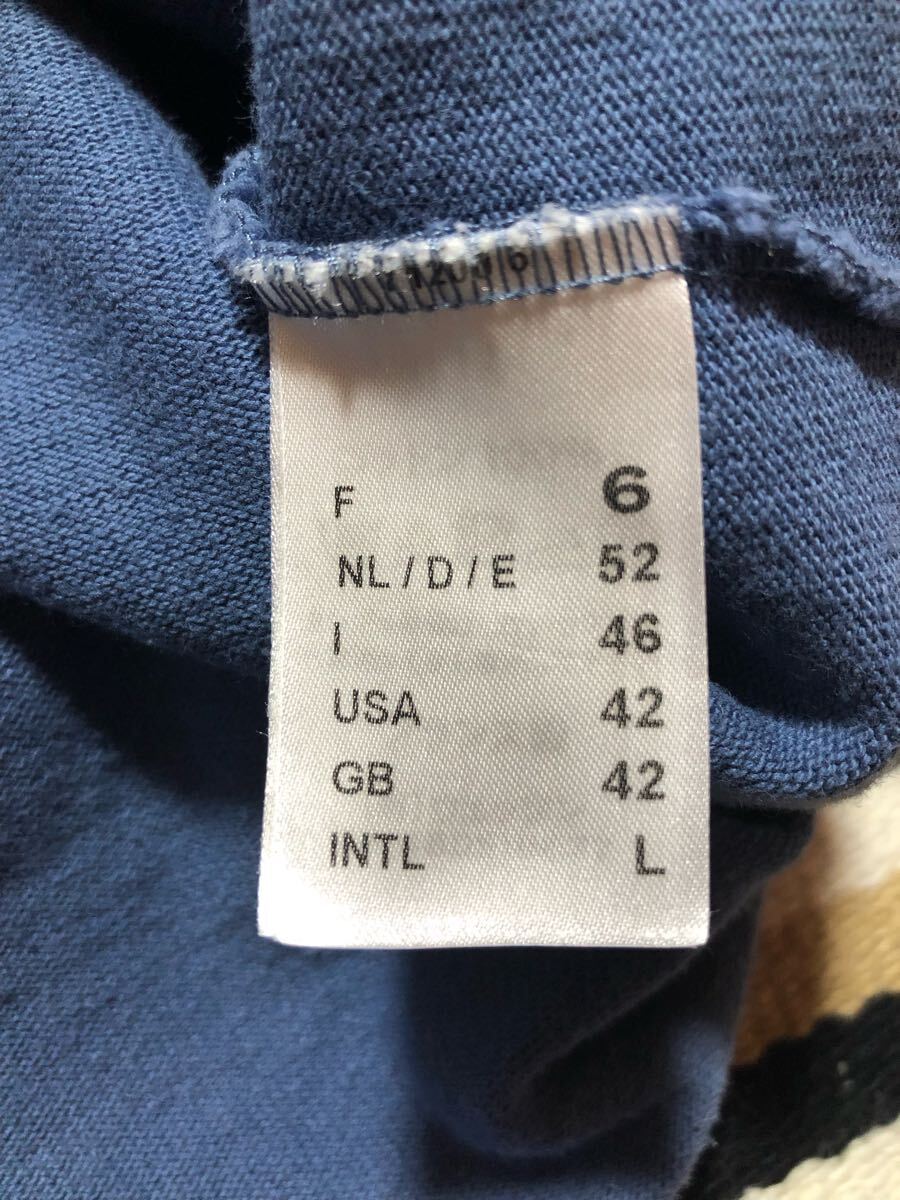 F 6
NL / D / E 52
I 46
USA 42
GB 42
INTL L